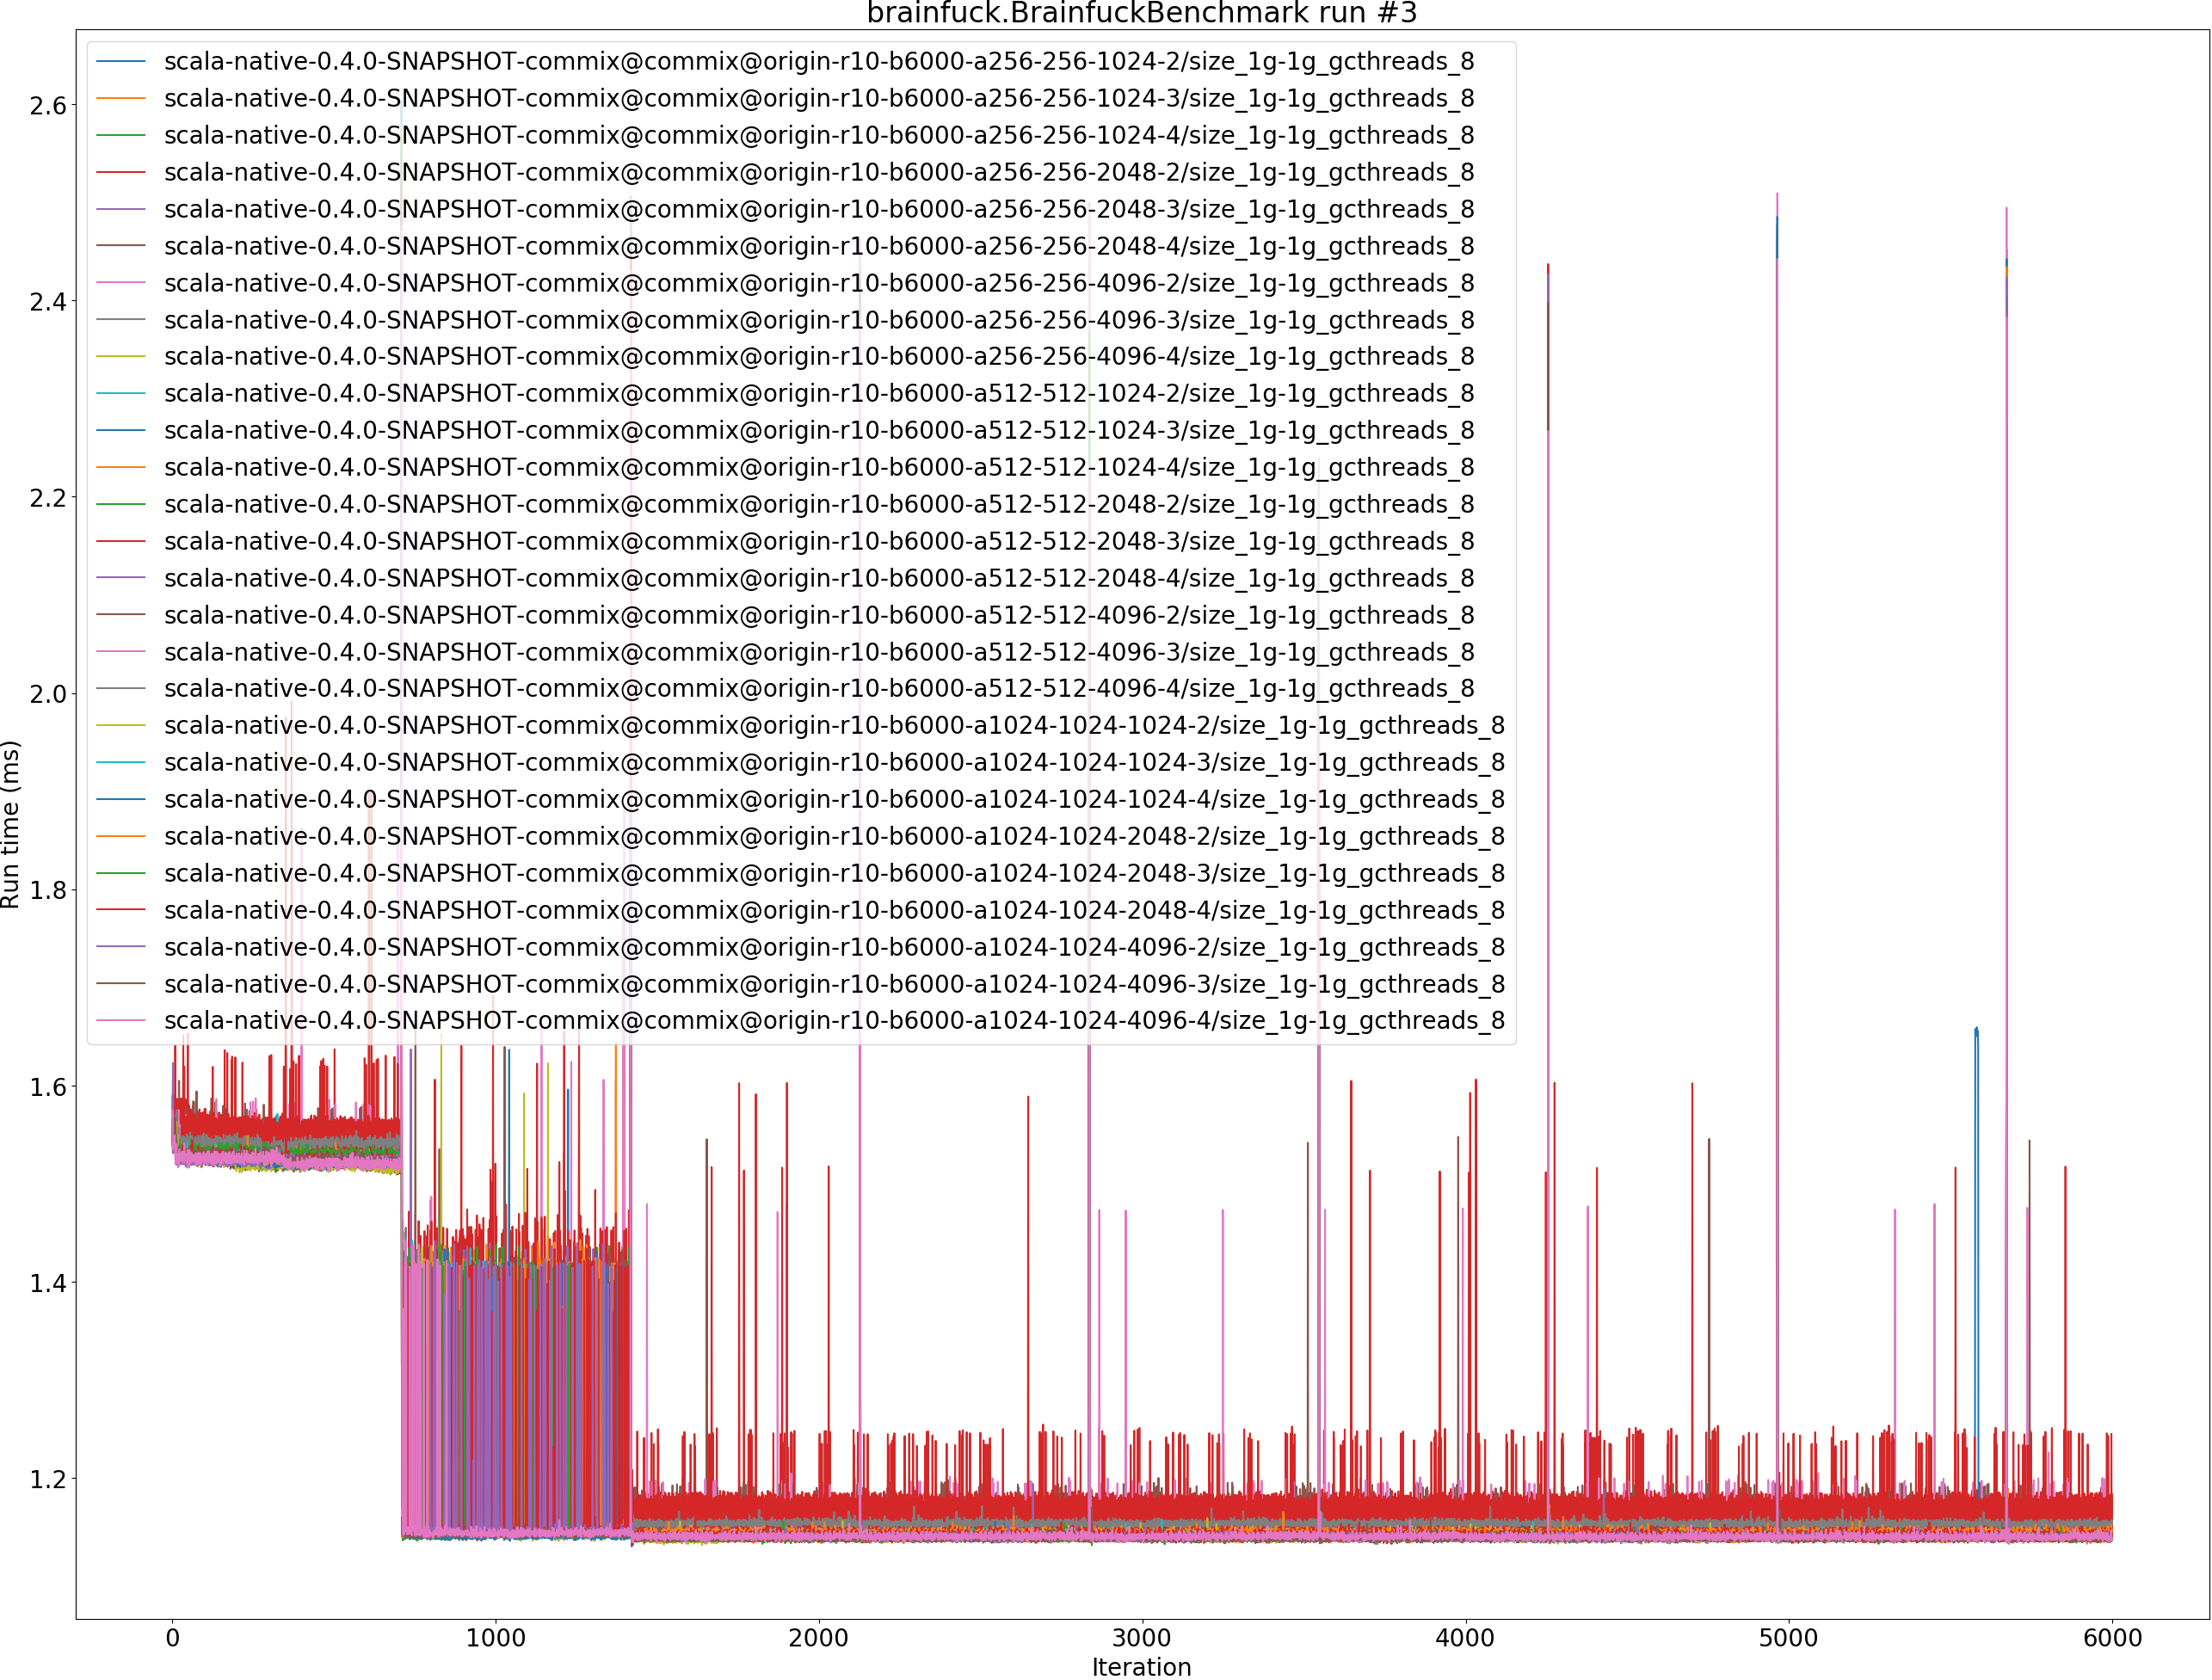 brainfuck.BrainfuckBenchmark run #3
scala-native-0.4.0-SNAPSHOT-commix@commix@origin-r10-b6000-a256-256-1024-2/size_1g-1g_gcthreads_8
scala-native-0.4.0-SNAPSHOT-commix@commix@origin-r10-b6000-a256-256-1024-3/size_1g-1g_gcthreads_8
scala-native-0.4.0-SNAPSHOT-commix@commix@origin-r10-b6000-a256-256-1024-4/size_1g-1g_gcthreads_8
scala-native-0.4.0-SNAPSHOT-commix@commix@origin-r10-b6000-a256-256-2048-2/size_1g-1g_gcthreads_8
scala-native-0.4.0-SNAPSHOT-commix@commix@origin-r10-b6000-a256-256-2048-3/size_1g-1g_gcthreads_8
scala-native-0.4.0-SNAPSHOT-commix@commix@origin-r10-b6000-a256-256-2048-4/size_1g-1g_gcthreads_8
scala-native-0.4.0-SNAPSHOT-commix@commix@origin-r10-b6000-a256-256-4096-2/size_1g-1g_gcthreads_8
scala-native-0.4.0-SNAPSHOT-commix@commix@origin-r10-b6000-a256-256-4096-3/size_1g-1g_gcthreads_8
scala-native-0.4.0-SNAPSHOT-commix@commix@origin-r10-b6000-a256-256-4096-4/size_1g-1g_gcthreads_8
scala-native-0.4.0-SNAPSHOT-commix@commix@origin-r10-b6000-a512-512-1024-2/size_1g-1g_gcthreads_8
scala-native-0.4.0-SNAPSHOT-commix@commix@origin-r10-b6000-a512-512-1024-3/size_1g-1g_gcthreads_8
scala-native-0.4.0-SNAPSHOT-commix@commix@origin-r10-b6000-a512-512-1024-4/size_1g-1g_gcthreads_8
scala-native-0.4.0-SNAPSHOT-commix@commix@origin-r10-b6000-a512-512-2048-2/size_1g-1g_gcthreads_8
scala-native-0.4.0-SNAPSHOT-commix@commix@origin-r10-b6000-a512-512-2048-3/size_1g-1g_gcthreads_8
scala-native-0.4.0-SNAPSHOT-commix@commix@origin-r10-b6000-a512-512-2048-4/size_1g-1g_gcthreads_8
scala-native-0.4.0-SNAPSHOT-commix@commix@origin-r10-b6000-a512-512-4096-2/size_1g-1g_gcthreads_8
scala-native-0.4.0-SNAPSHOT-commix@commix@origin-r10-b6000-a512-512-4096-3/size_1g-1g_gcthreads_8
scala-native-0.4.0-SNAPSHOT-commix@commix@origin-r10-b6000-a512-512-4096-4/size_1g-1g_gcthreads_8
scala-native-0.4.0-SNAPSHOT-commix@commix@origin-r10-b6000-a1024-1024-1024-2/size_1g-1g_gcthreads_8
scala-native-0.4.0-SNAPSHOT-commix@commix@origin-r10-b6000-a1024-1024-1024-3/size_1g-1g_gcthreads_8
scala-native-0.4.0-SNAPSHOT-commix@commix@origin-r10-b6000-a1024-1024-1024-4/size_1g-1g_gcthreads_8
scala-native-0.4.0-SNAPSHOT-commix@commix@origin-r10-b6000-a1024-1024-2048-2/size_1g-1g_gcthreads_8
scala-native-0.4.0-SNAPSHOT-commix@commix@origin-r10-b6000-a1024-1024-2048-3/size_1g-1g_gcthreads_8
scala-native-0.4.0-SNAPSHOT-commix@commix@origin-r10-b6000-a1024-1024-2048-4/size_1g-1g_gcthreads_8
scala-native-0.4.0-SNAPSHOT-commix@commix@origin-r10-b6000-a1024-1024-4096-2/size_1g-1g_gcthreads_8
scala-native-0.4.0-SNAPSHOT-commix@commix@origin-r10-b6000-a1024-1024-4096-3/size_1g-1g_gcthreads_8
scala-native-0.4.0-SNAPSHOT-commix@commix@origin-r10-b6000-a1024-1024-4096-4/size_1g-1g_gcthreads_8
Run time (ms)
2.6
2.4
2.2
2.0
1.8
1.6
1.4
1.2
0 1000 2000 3000 4000 5000 6000
Iteration